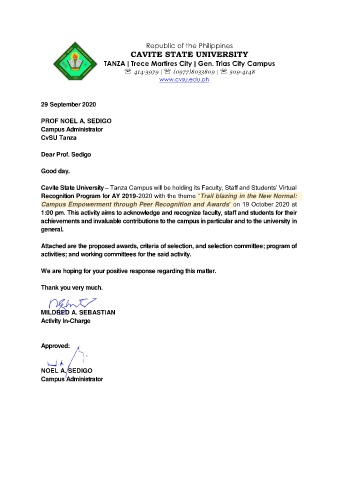 Republic of the Philippines
CAVITE STATE UNIVERSITY
TANZA | Trece Martires City | Gen. Trias City Campus
☏ 414-3979 | ☏ (0977)8033809 | ☏ 509-4148
www.cvsu.edu.ph
29 September 2020
PROF NOEL A. SEDIGO
Campus Administrator
CvSU Tanza
Dear Prof. Sedigo
Good day.
Cavite State University – Tanza Campus will be holding its Faculty, Staff and Students' Virtual
Recognition Program for AY 2019-2020 with the theme "Trail blazing in the New Normal:
Campus Empowerment through Peer Recognition and Awards" on 19 October 2020 at
1:00 pm. This activity aims to acknowledge and recognize faculty, staff and students for their
achievements and invaluable contributions to the campus in particular and to the university in
general.
Attached are the proposed awards, criteria of selection, and selection committee; program of
activities; and working committees for the said activity.
We are hoping for your positive response regarding this matter.
Thank you very much.
MILDRED A. SEBASTIAN
Activity In-Charge
Approved:
NOEL A. SEDIGO
Campus Administrator